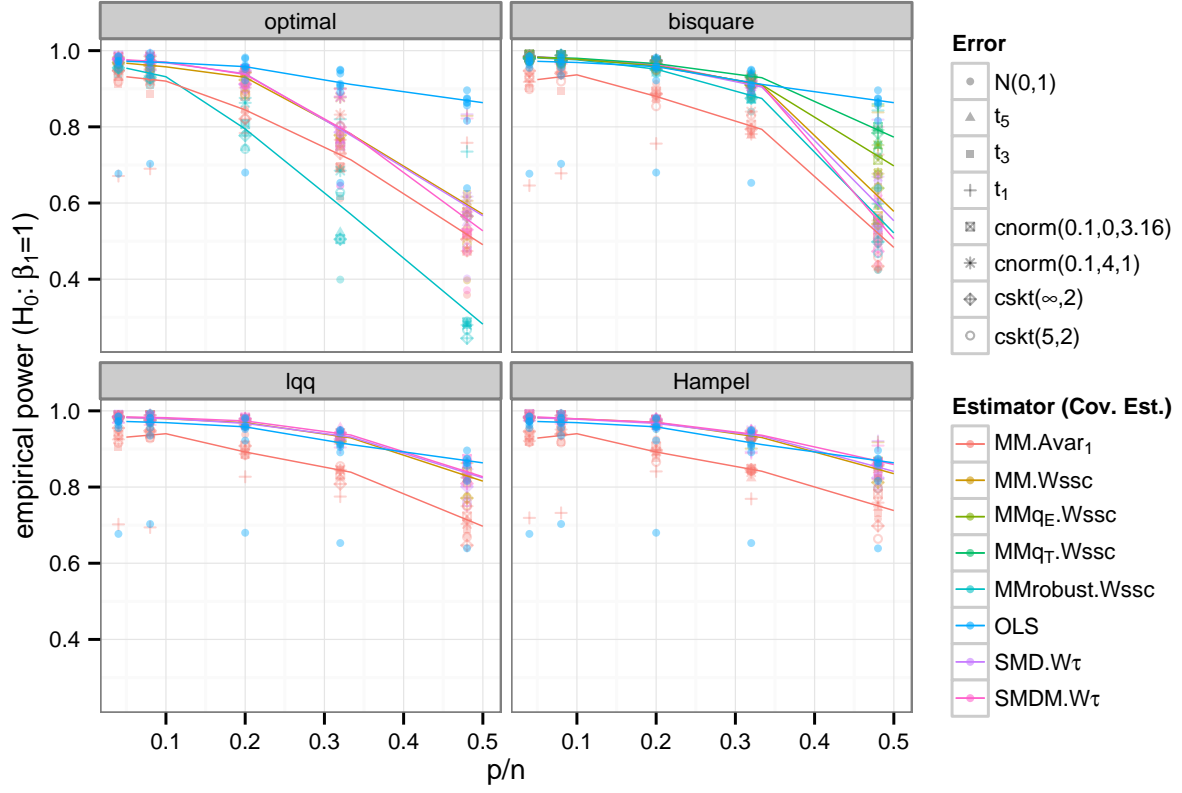 optimal
bisquare
lqq
Hampel
1.0
0.8
0.6
0.4
1.0
0.8
0.6
0.4
0.1
0.2
0.3
0.4
0.5
0.1
0.2
0.3
0.4
0.5
p/n
empirical power (H₀: β₁=1)
Error
N(0,1)
t₅
t₃
t₁
cnorm(0.1,0,3.16)
cnorm(0.1,4,1)
cskt(∞,2)
cskt(5,2)
Estimator (Cov. Est.)
MM.Avar₁
MM.Wssc
MMqE.Wssc
MMqT.Wssc
MMrobust.Wssc
OLS
SMD.Wτ
SMDM.Wτ